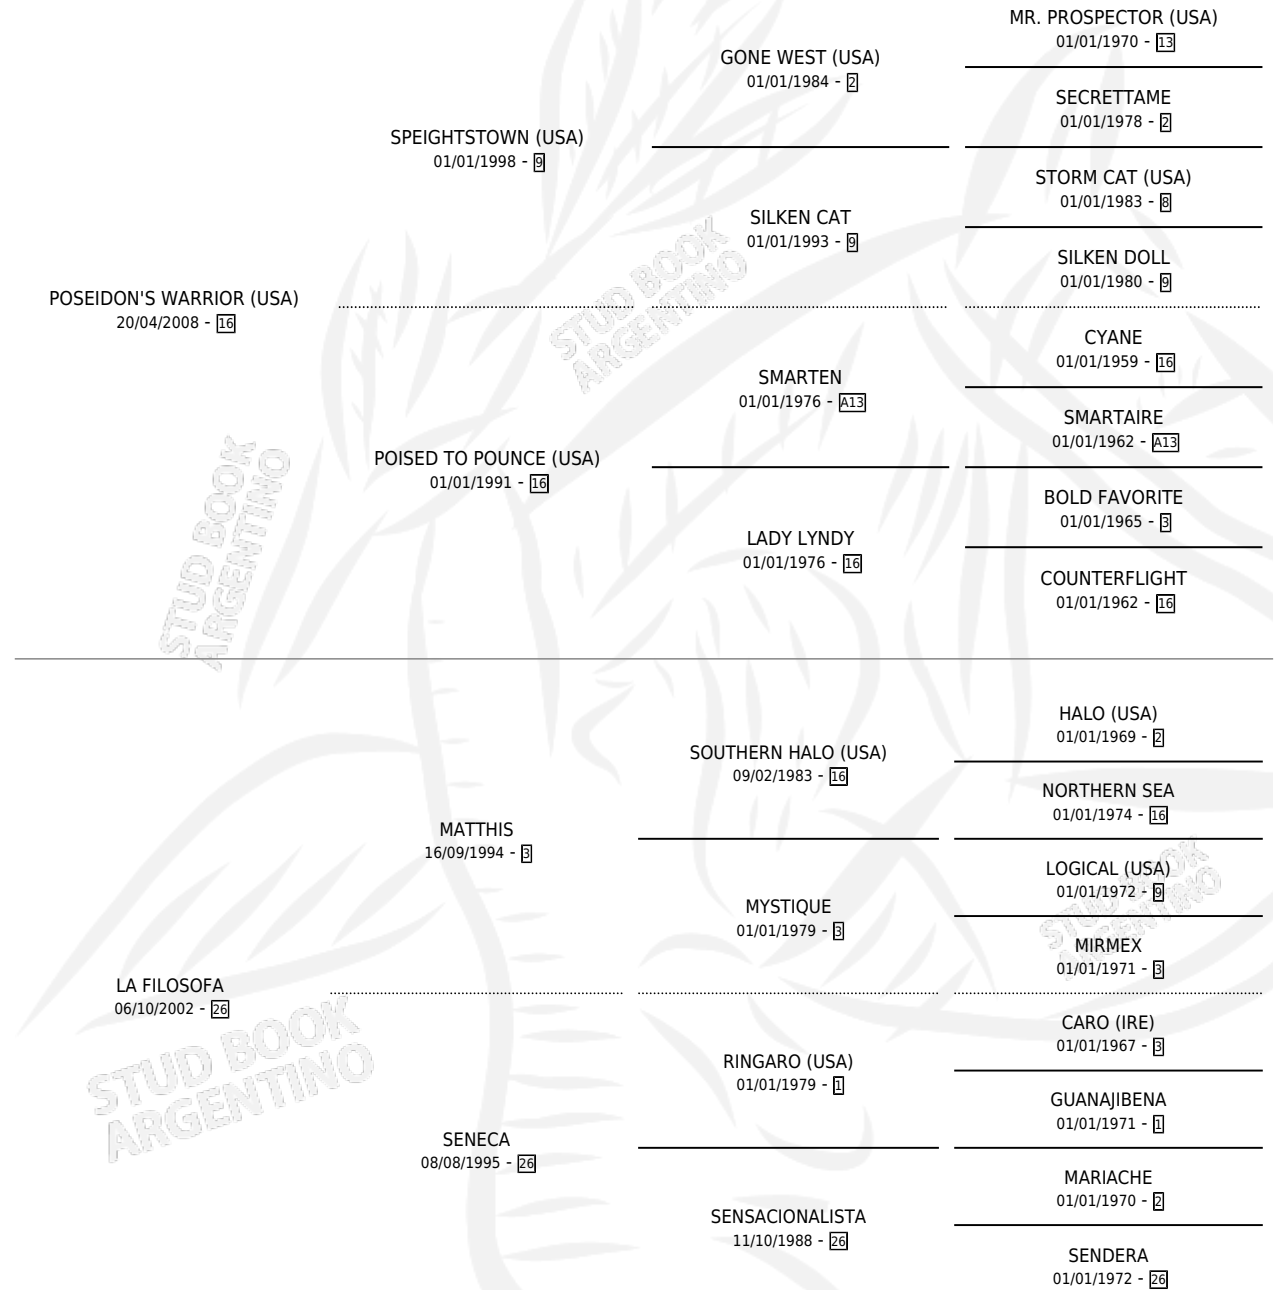 MR. PROSPECTOR (USA)
01/01/1970 - 13
GONE WEST (USA)
01/01/1984 - 2
SECRETTAME
01/01/1978 - 2
SPEIGHTSTOWN (USA)
01/01/1998 - 9
STORM CAT (USA)
01/01/1983 - 8
SILKEN CAT
01/01/1993 - 9
SILKEN DOLL
01/01/1980 - 9
POSEIDON'S WARRIOR (USA)
20/04/2008 - 16
CYANE
01/01/1959 - 16
SMARTEN
01/01/1976 - A13
SMARTAIRE
01/01/1962 - A13
POISED TO POUNCE (USA)
01/01/1991 - 16
BOLD FAVORITE
01/01/1965 - 3
LADY LYNDY
01/01/1976 - 16
COUNTERFLIGHT
01/01/1962 - 16
HALO (USA)
01/01/1969 - 2
SOUTHERN HALO (USA)
09/02/1983 - 16
NORTHERN SEA
01/01/1974 - 16
MATTHIS
16/09/1994 - 3
LOGICAL (USA)
01/01/1972 - 9
MYSTIQUE
01/01/1979 - 3
MIRMEX
01/01/1971 - 3
LA FILOSOFA
06/10/2002 - 26
CARO (IRE)
01/01/1967 - 3
RINGARO (USA)
01/01/1979 - 1
GUANAJIBENA
01/01/1971 - 1
SENECA
08/08/1995 - 26
MARIACHE
01/01/1970 - 2
SENSACIONALISTA
11/10/1988 - 26
SENDERA
01/01/1972 - 26
STUD BOOK
ARGENTINO
STUD BOOK
ARGENTINO
STUD BOOK
ARGENTINO
STUD BOOK
ARGENTINO